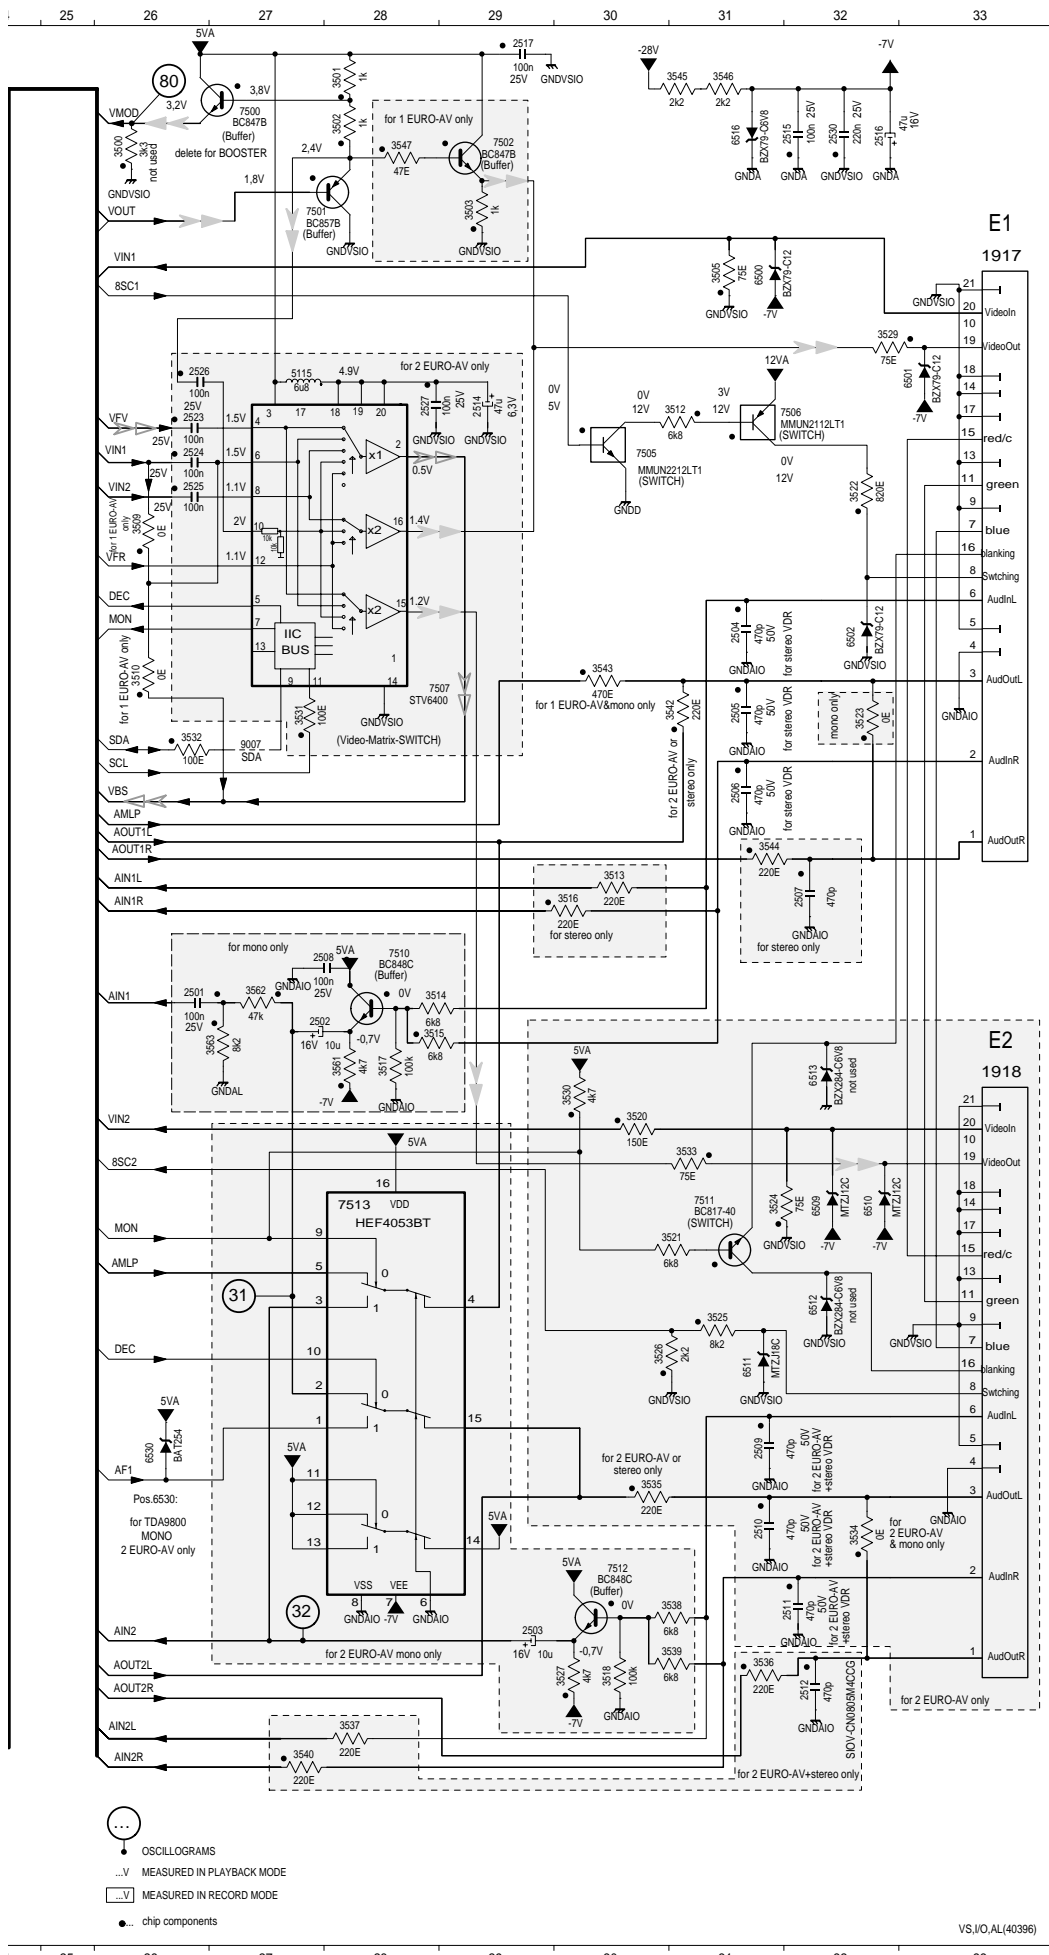 25 26 27 28 29 30 31 32 33
5VA
80
3,2V
3,8V
7500
BC847B
(Buffer)
delete for BOOSTER
VMOD
3500
3k3
not used
GNDVSIO
VOUT
1,8V
2,4V
3501
1k
3502
1k
7501
BC857B
(Buffer)
GNDVSIO
for 1 EURO-AV only
3547
47E
7502
BC847B
(Buffer)
3503
1k
GNDVSIO
2517
100n
25V
GNDVSIO
-28V
3545
2k2
3546
2k2
-7V
6516
BZX79-C6V8
2515
100n 25V
2530
220n 25V
2516
47u
16V
GNDA
GNDA
GNDVSIO
GNDA
VIN1
8SC1
3505
75E
6500
BZX79-C12
GNDVSIO
-7V
E1
1917
GNDVSIO
21
20 VideoIn
10
19 VideoOut
18
14
17
15 red/c
13
11 green
9
7 blue
16 blanking
8 Swtching
6 AudInL
5
4
3 AudOutL
2 AudInR
1 AudOutR
3529
75E
6501
BZX79-C12
-7V
for 2 EURO-AV only
2526
100n
25V
5115
6u8
4.9V
2527
100n
25V
2514
47u
6,3V
GNDVSIO
GNDVSIO
3 17 18 19 20
VFV
25V
2523
100n
1.5V
4
VIN1
25V
2524
100n
1.5V
6
VIN2
25V
2525
100n
1.1V
8
2V
10
10k
10k
VFR
1.1V
12
for 1 EURO-AV only
3509
0E
x1
2
0.5V
x2
16
1.4V
x2
15
1.2V
DEC
5
MON
7
13
IIC BUS
9 11 14
1
7507
STV6400
for 1 EURO-AV only
3510
0E
3531
100E
GNDVSIO
(Video-Matrix-SWITCH)
SDA
3532
100E
9007
SDA
SCL
VBS
AMLP
AOUT1L
AOUT1R
AIN1L
AIN1R
0V
5V
0V
12V
3512
6k8
3V
12V
12VA
7506
MMUN2112LT1
(SWITCH)
7505
MMUN2212LT1
(SWITCH)
GNDD
0V
12V
3522
820E
6502
BZX79-C12
GNDVSIO
2504
470p
50V
for stereo VDR
GNDAIO
3543
470E
for 1 EURO-AV&mono only
3542
220E
for 2 EURO-AV or
stereo only
2505
470p
50V
for stereo VDR
GNDAIO
mono only
3523
0E
GNDAIO
2506
470p
50V
for stereo VDR
GNDAIO
3544
220E
2507
470p
GNDAIO
for stereo only
3513
220E
3516
220E
for stereo only
for mono only
AIN1
2501
100n
25V
3562
47k
3563
8k2
GNDAL
GNDAIO
2508
100n
25V
5VA
7510
BC848C
(Buffer)
0V
2502
16V 10u
-0,7V
3561
4k7
-7V
3517
100k
GNDAIO
3514
6k8
3515
6k8
VIN2
8SC2
5VA
3530
4k7
3520
150E
3533
75E
6513
BZX284-C6V8
not used
7511
BC817-40
(SWITCH)
3524
75E
GNDVSIO
6509
MTZJ12C
-7V
6510
MTZJ12C
-7V
3521
6k8
6512
BZX284-C6V8
not used
GNDVSIO
GNDVSIO
3526
2k2
GNDVSIO
3525
8k2
6511
MTZJ18C
GNDVSIO
E2
1918
21
20 VideoIn
10
19 VideoOut
18
14
17
15 red/c
13
11 green
9
7 blue
16 blanking
8 Swtching
6 AudInL
5
4
3 AudOutL
2 AudInR
1 AudOutR
5VA
16
VDD
7513
HEF4053BT
MON
9
AMLP
5
3
0
1
4
31
DEC
10
2
1
0
1
15
5VA
6530
BAT254
AF1
Pos.6530:
for TDA9800
MONO
2 EURO-AV only
5VA
11
12
13
0
1
14
5VA
VSS VEE
8 7 6
GNDAIO
-7V
GNDAIO
32
AIN2
for 2 EURO-AV mono only
AOUT2L
AOUT2R
AIN2L
AIN2R
2503
16V 10u
5VA
7512
BC848C
(Buffer)
0V
-0,7V
3527
4k7
-7V
3518
100k
GNDAIO
3538
6k8
3539
6k8
for 2 EURO-AV or
stereo only
3535
220E
2509
470p
50V
for 2 EURO-AV
+stereo VDR
GNDAIO
2510
470p
50V
for 2 EURO-AV
+stereo VDR
GNDAIO
3534
0E
for
2 EURO-AV
& mono only
GNDAIO
2511
470p
50V
for 2 EURO-AV
+stereo VDR
GNDAIO
3536
220E
2512
470p
GNDAIO
SIOV-CN0805M4CCG
for 2 EURO-AV+stereo only
for 2 EURO-AV only
3537
220E
3540
220E
...
OSCILLOGRAMS
...V MEASURED IN PLAYBACK MODE
...V MEASURED IN RECORD MODE
... chip components
VS,I/O,AL(40396)